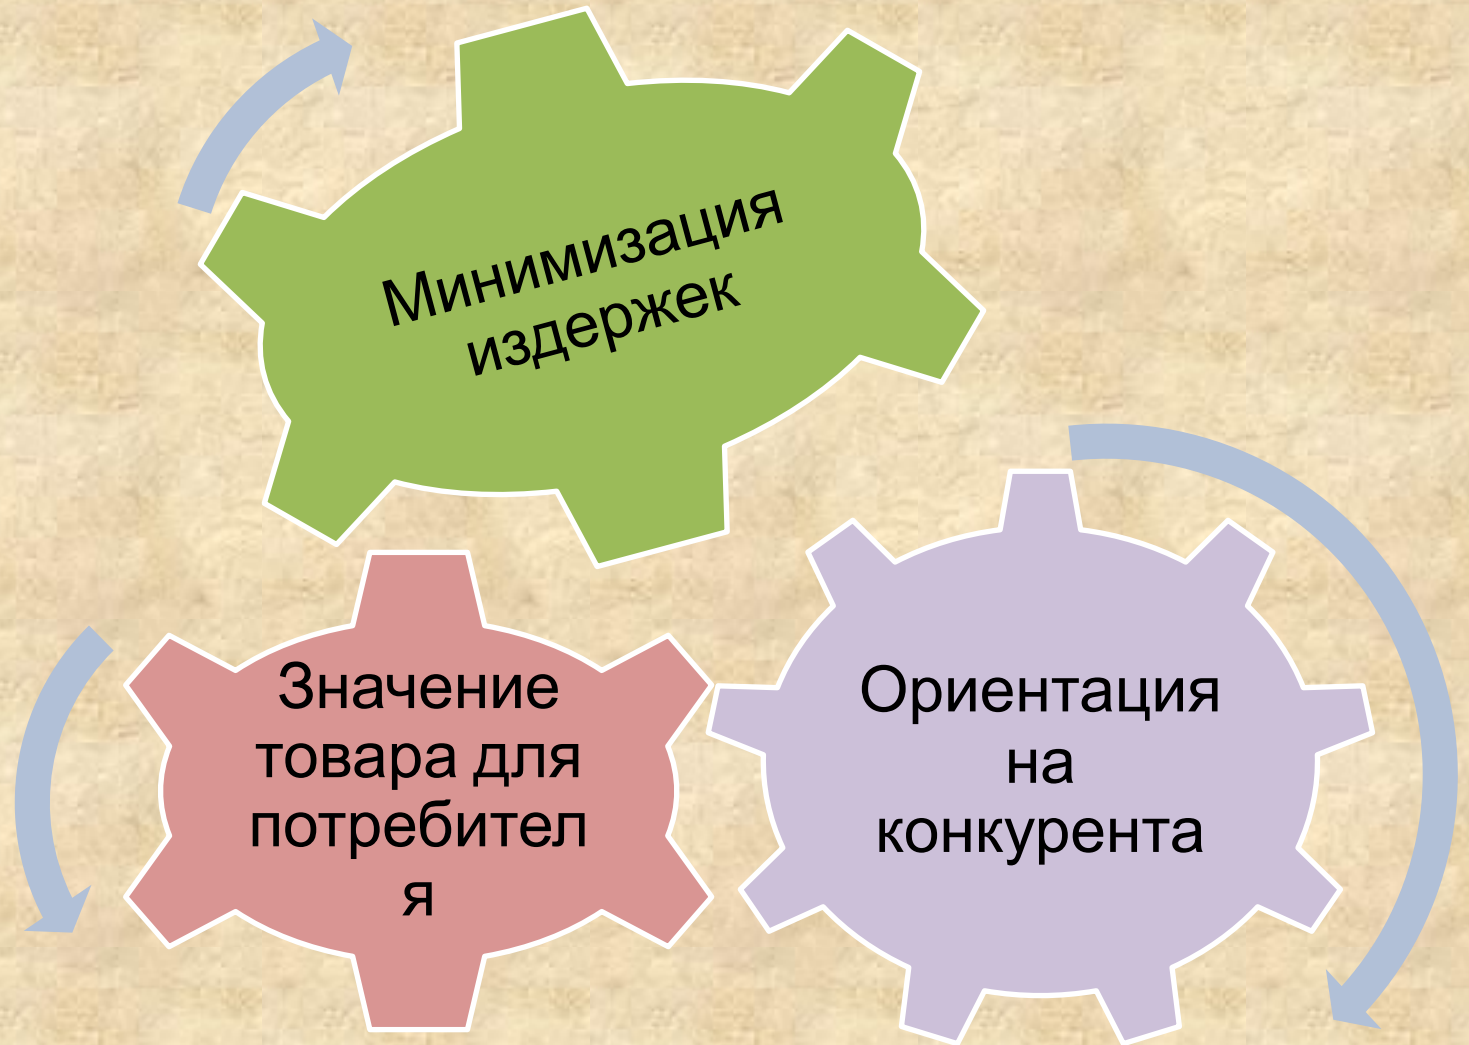 Минимизация
издержек
Значение
товара для
потребител
я
Ориентация
на
конкурента